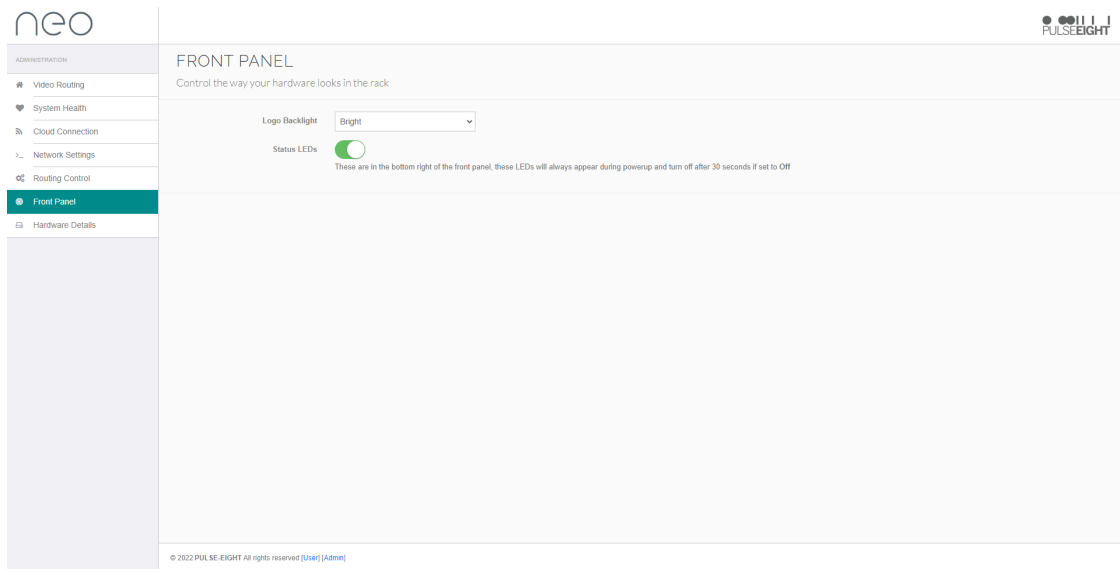 neo
PULSEEIGHT
ADMINISTRATION
Video Routing
System Health
Cloud Connection
Network Settings
Routing Control
Front Panel
Hardware Details
FRONT PANEL
Control the way your hardware looks in the rack
Logo Backlight
Bright
Status LEDs
These are in the bottom right of the front panel, these LEDs will always appear during powerup and turn off after 30 seconds if set to Off
© 2022 PULSE-EIGHT All rights reserved [User] [Admin]